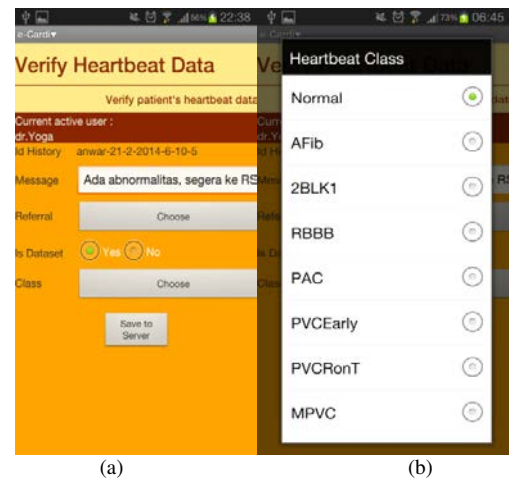 56% 22:38
e-Cardi▾
Verify Heartbeat Data
Verify patient's heartbeat data
Current active user :
dr.Yoga
Id History anwar-21-2-2014-6-10-5
Message Ada abnormalitas, segera ke RS
Referral Choose
Is Dataset Yes No
Class Choose
Save to
Server
(a)
73% 06:45
Heartbeat Class
Normal
AFib
2BLK1
RBBB
PAC
PVCEarly
PVCRonT
MPVC
(b)